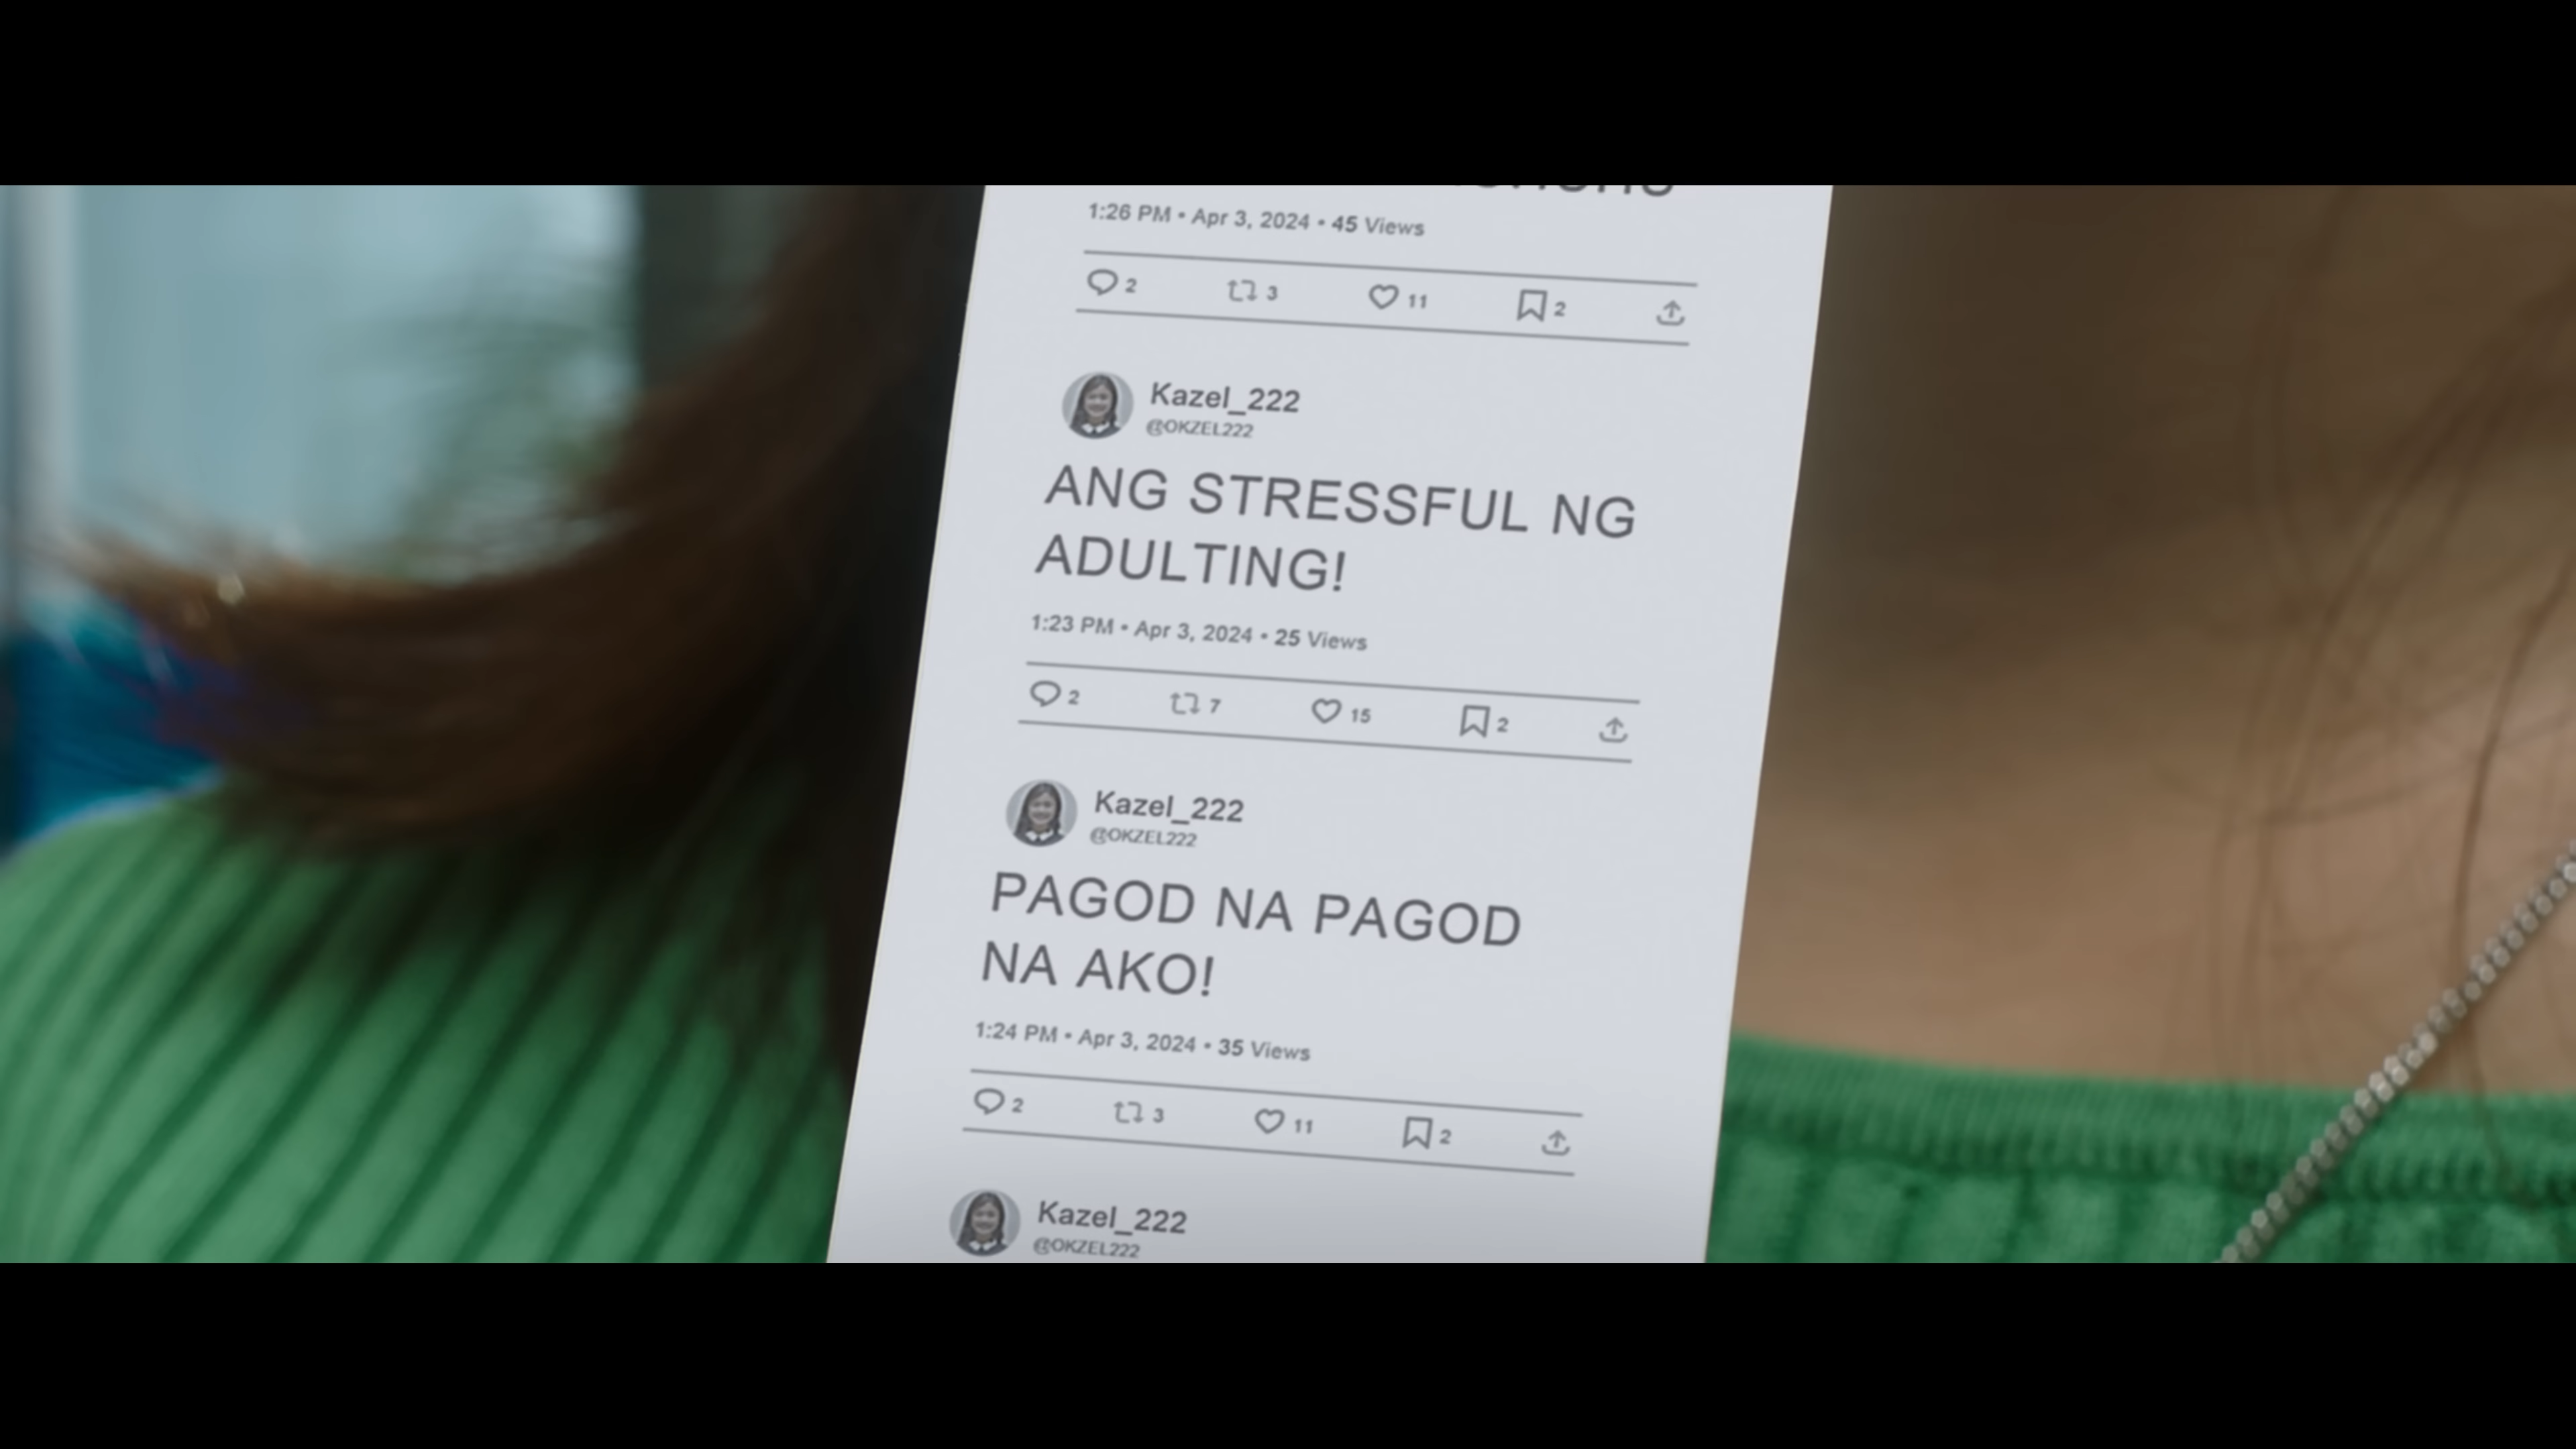 1:26 PM • Apr 3, 2024 • 45 Views
2 3 11 2
Kazel_222
@OKZEL222
ANG STRESSFUL NG
ADULTING!
1:23 PM • Apr 3, 2024 • 25 Views
2 7 15 2
Kazel_222
@OKZEL222
PAGOD NA PAGOD
NA AKO!
1:24 PM • Apr 3, 2024 • 35 Views
2 3 11 2
Kazel_222
@OKZEL222